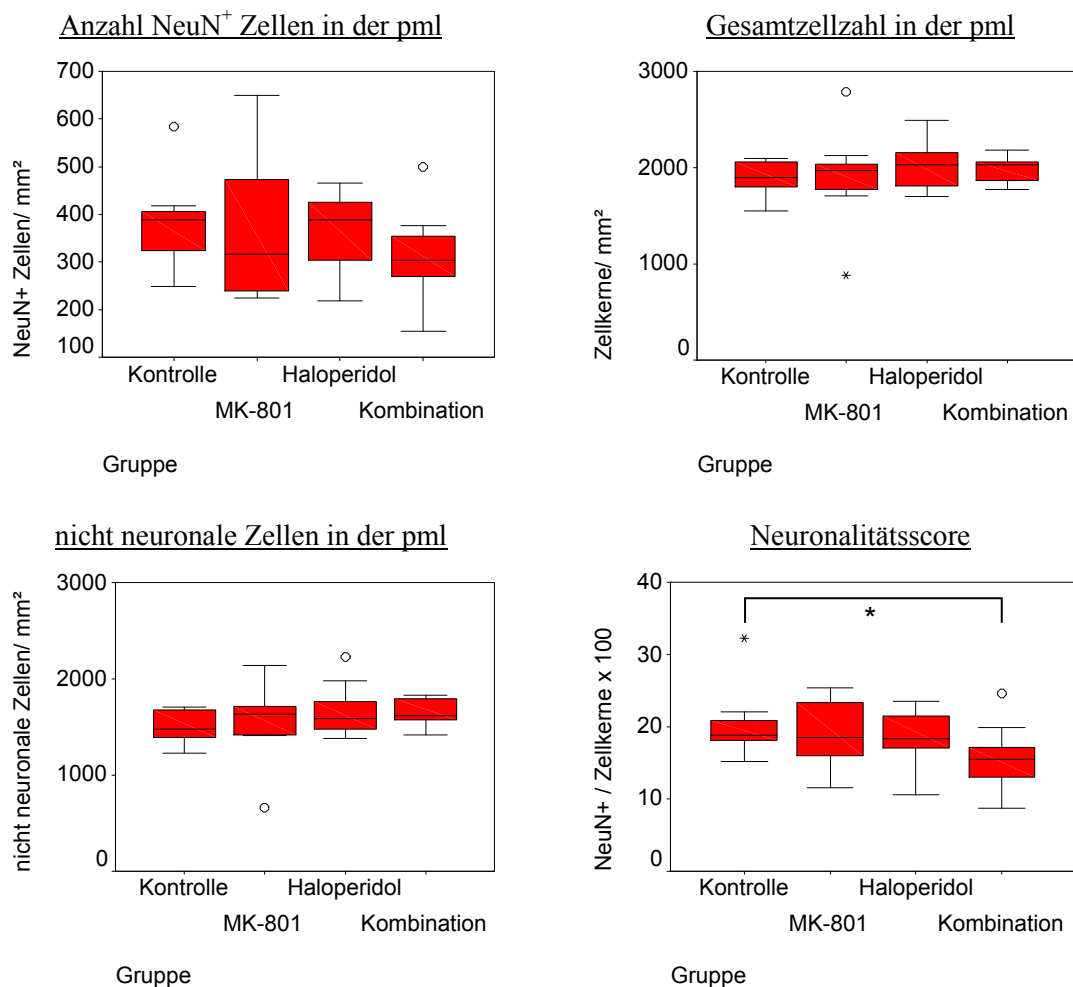 Anzahl NeuN+ Zellen in der pml
NeuN+ Zellen/ mm²
700
600
500
400
300
200
100
Kontrolle
MK-801
Haloperidol
Kombination
Gruppe
Gesamtzellzahl in der pml
Zellkerne/ mm²
3000
2000
1000
0
Kontrolle
MK-801
Haloperidol
Kombination
Gruppe
nicht neuronale Zellen in der pml
nicht neuronale Zellen/ mm²
3000
2000
1000
0
Kontrolle
MK-801
Haloperidol
Kombination
Gruppe
Neuronalitätsscore
NeuN+ / Zellkerne x 100
40
30
20
10
0
*
Kontrolle
MK-801
Haloperidol
Kombination
Gruppe